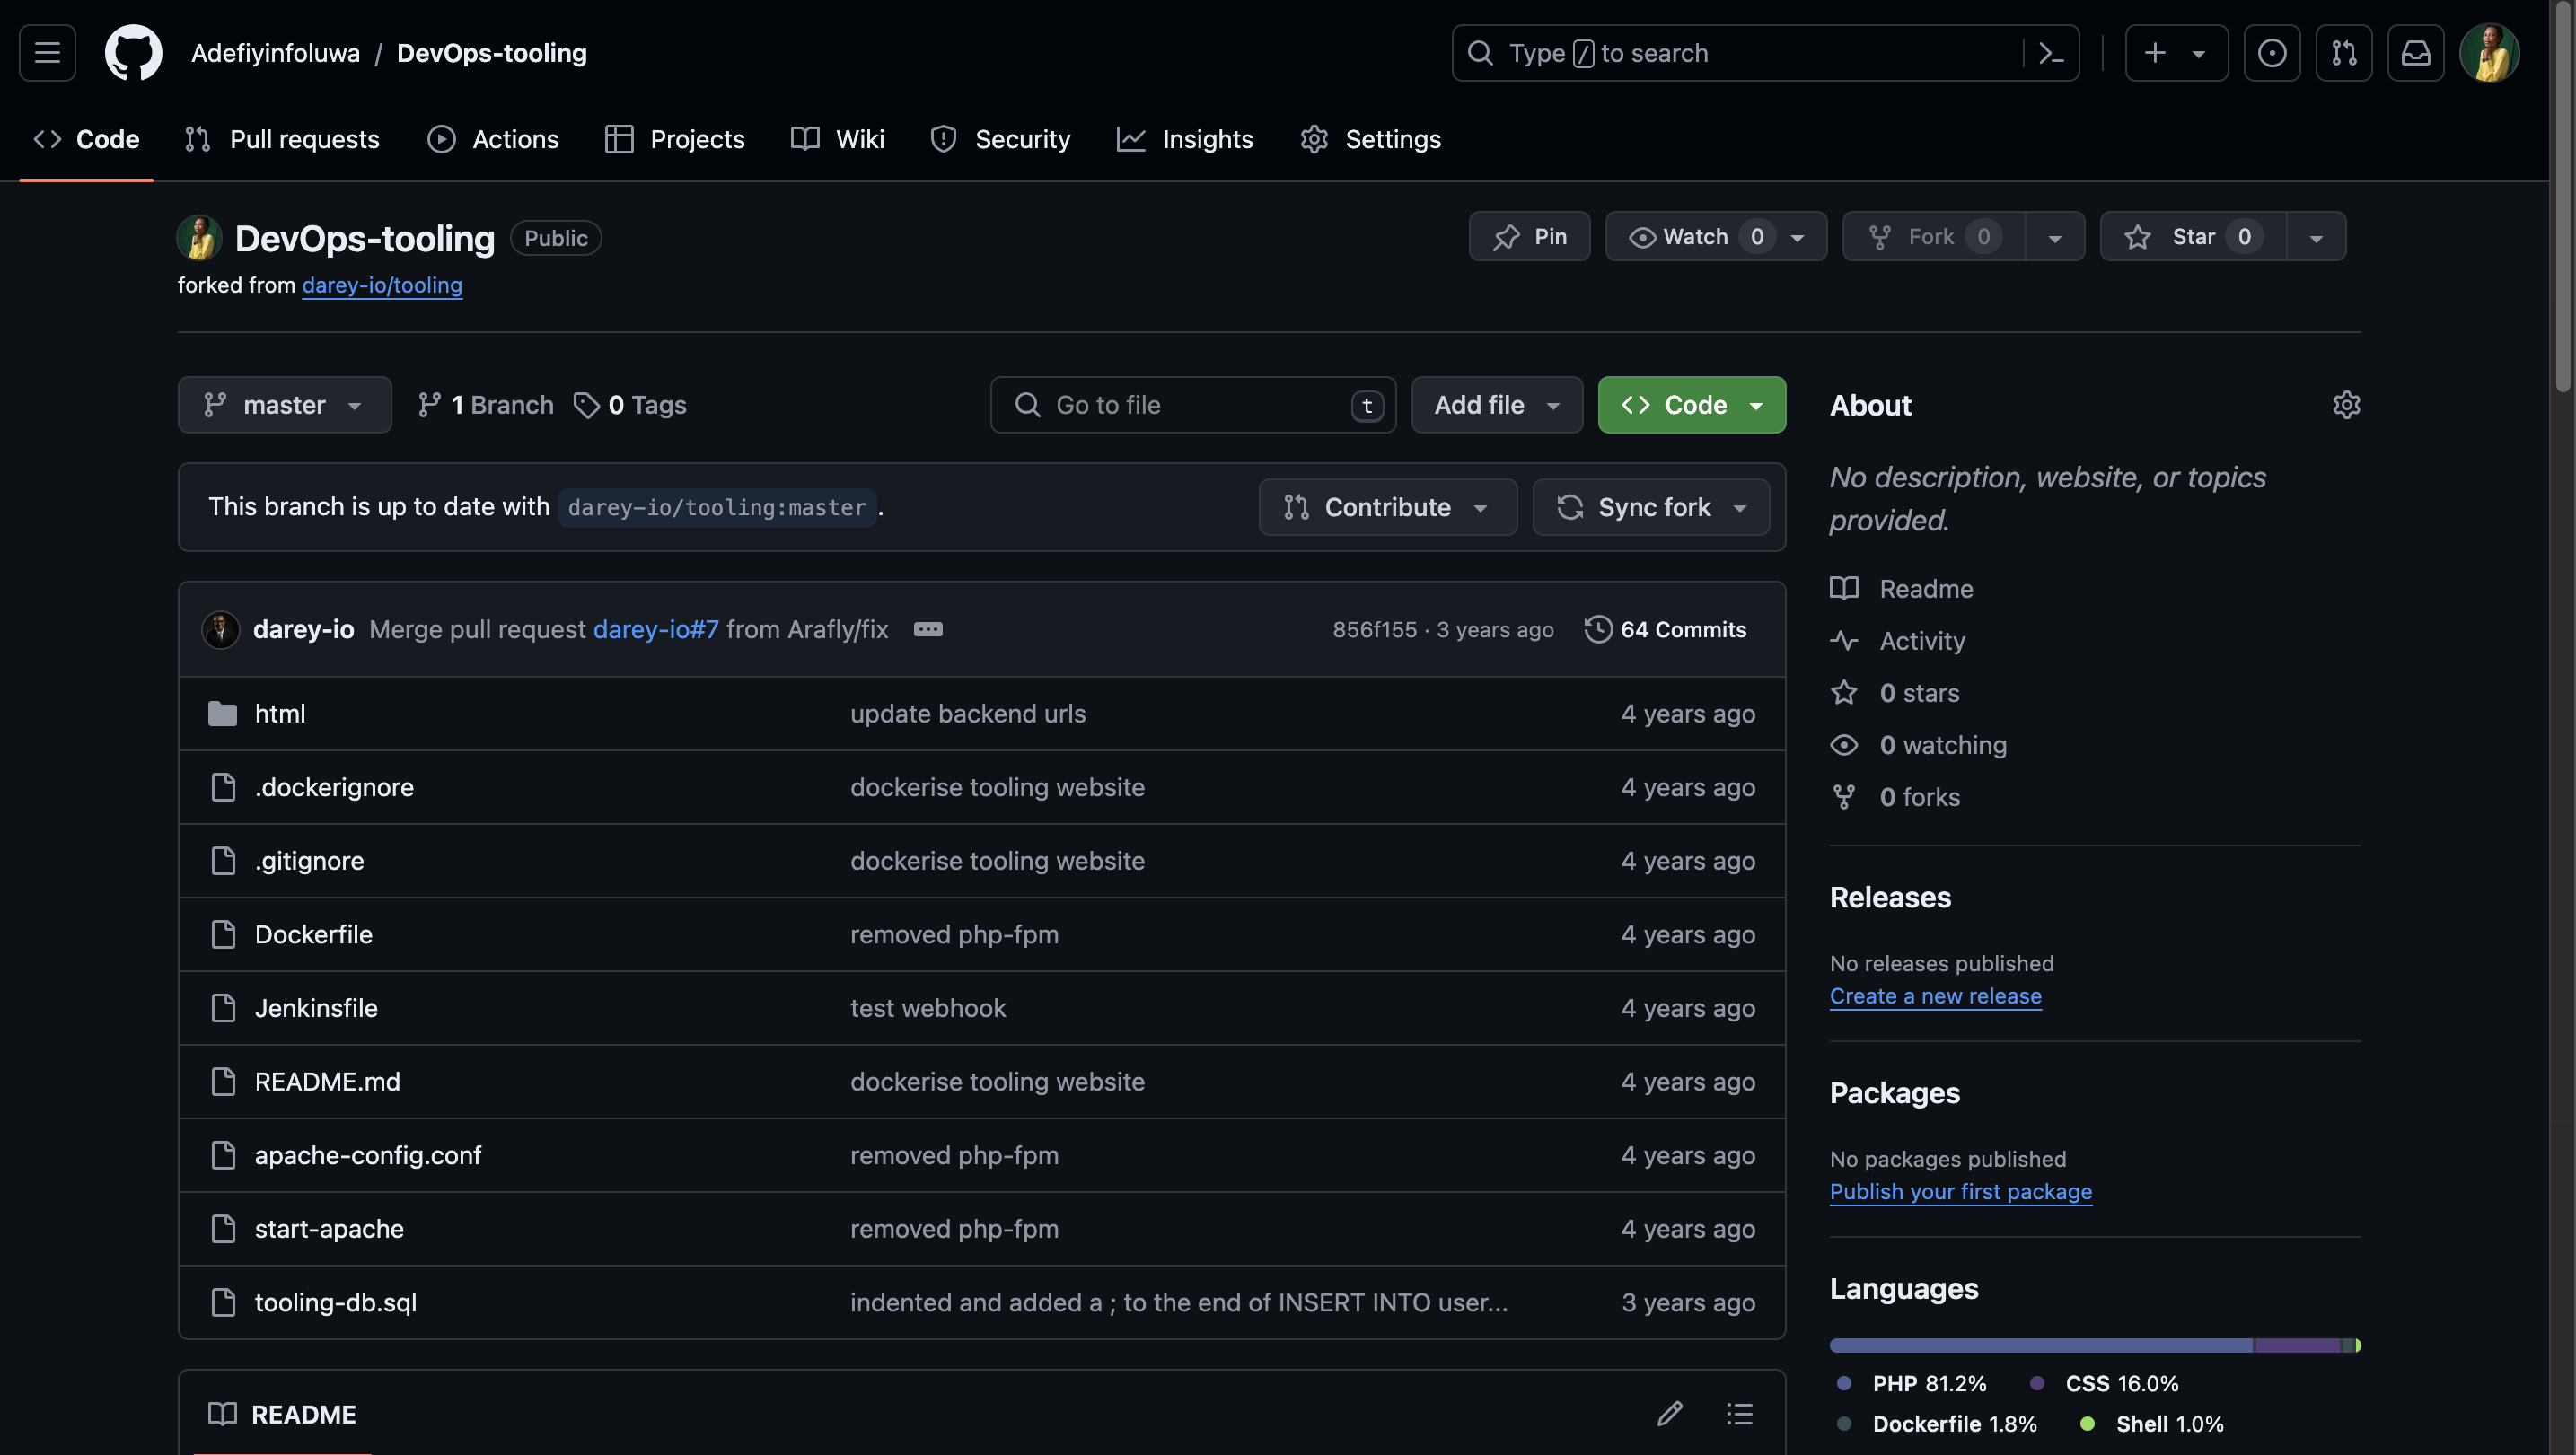 Adefiyinfoluwa / DevOps-tooling
Type / to search
Code Pull requests Actions Projects Wiki Security Insights Settings
DevOps-tooling Public
Pin Watch 0 Fork 0 Star 0
forked from darey-io/tooling
master 1 Branch 0 Tags Go to file t Add file Code
This branch is up to date with darey-io/tooling:master .
Contribute Sync fork
darey-io Merge pull request darey-io#7 from Arafly/fix 856f155 · 3 years ago 64 Commits
html update backend urls 4 years ago
.dockerignore dockerise tooling website 4 years ago
.gitignore dockerise tooling website 4 years ago
Dockerfile removed php-fpm 4 years ago
Jenkinsfile test webhook 4 years ago
README.md dockerise tooling website 4 years ago
apache-config.conf removed php-fpm 4 years ago
start-apache removed php-fpm 4 years ago
tooling-db.sql indented and added a ; to the end of INSERT INTO user... 3 years ago
README
About
No description, website, or topics
provided.
Readme
Activity
0 stars
0 watching
0 forks
Releases
No releases published
Create a new release
Packages
No packages published
Publish your first package
Languages
PHP 81.2% CSS 16.0%
Dockerfile 1.8% Shell 1.0%